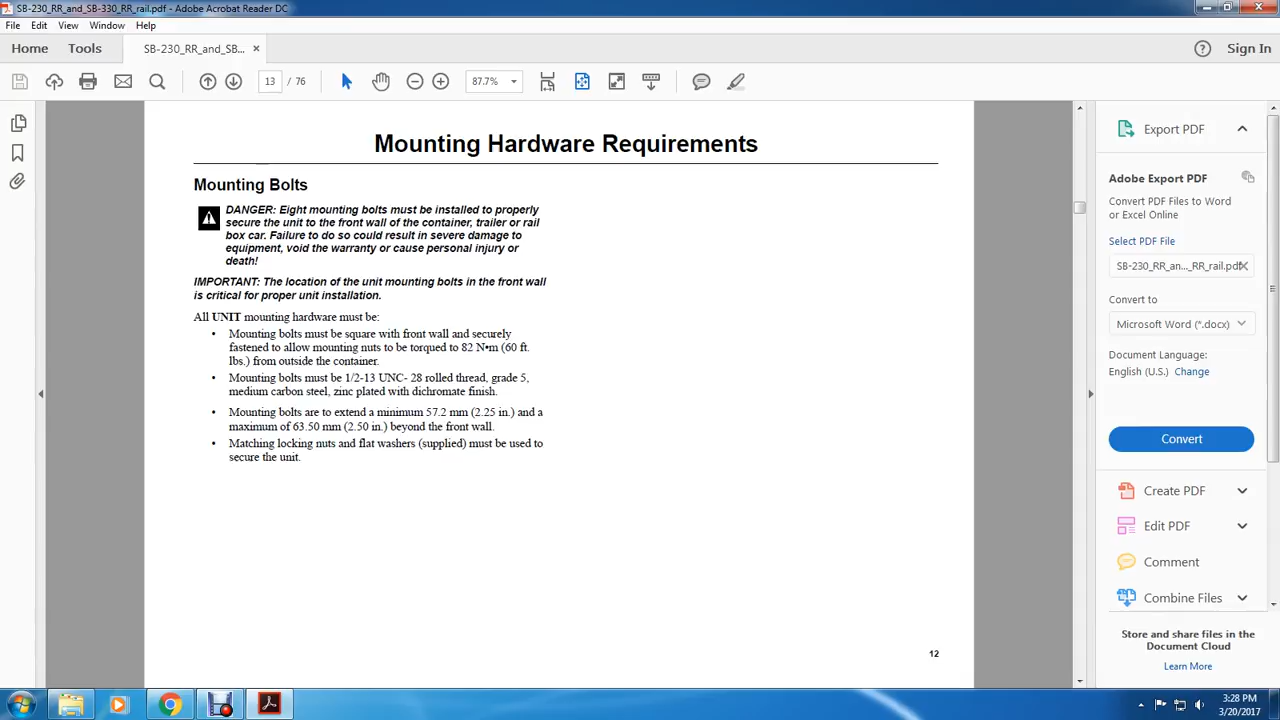 SB-230_RR_and_SB-330_RR_rail.pdf - Adobe Acrobat Reader DC
File Edit View Window Help
Home Tools SB-230_RR_and_SB... × Sign In
13 / 76 87.7%
Mounting Hardware Requirements
Mounting Bolts
DANGER: Eight mounting bolts must be installed to properly
secure the unit to the front wall of the container, trailer or rail
box car. Failure to do so could result in severe damage to
equipment, void the warranty or cause personal injury or
death!
IMPORTANT: The location of the unit mounting bolts in the front wall
is critical for proper unit installation.
All UNIT mounting hardware must be:
• Mounting bolts must be square with front wall and securely
fastened to allow mounting nuts to be torqued to 82 N•m (60 ft.
lbs.) from outside the container.
• Mounting bolts must be 1/2-13 UNC- 28 rolled thread, grade 5,
medium carbon steel, zinc plated with dichromate finish.
• Mounting bolts are to extend a minimum 57.2 mm (2.25 in.) and a
maximum of 63.50 mm (2.50 in.) beyond the front wall.
• Matching locking nuts and flat washers (supplied) must be used to
secure the unit.
12
Export PDF
Adobe Export PDF
Convert PDF Files to Word
or Excel Online
Select PDF File
SB-230_RR_an..._RR_rail.pdf
Convert to
Microsoft Word (*.docx)
Document Language:
English (U.S.) Change
Convert
Create PDF
Edit PDF
Comment
Combine Files
Store and share files in the
Document Cloud
Learn More
3:28 PM
3/20/2017